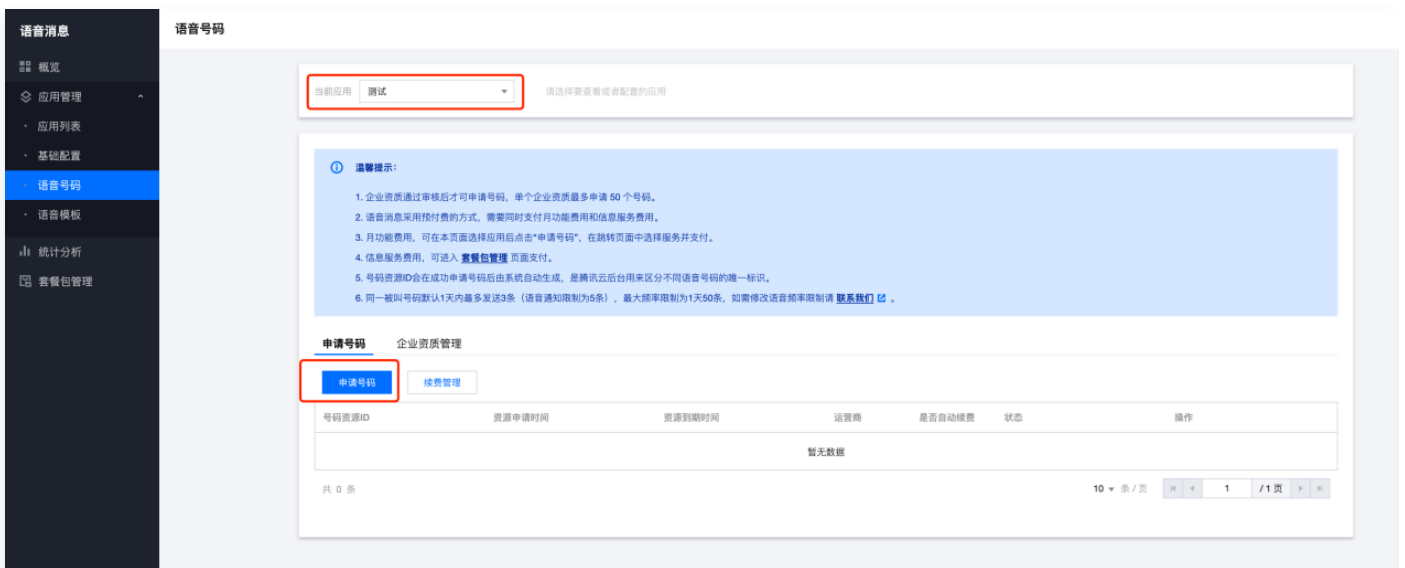 语音消息
语音号码
概览
应用管理
应用列表
基础配置
语音号码
语音模板
统计分析
套餐包管理
当前应用 测试 请选择要查看或者配置的应用
温馨提示：
1. 企业资质通过审核后才可申请号码，单个企业资质最多申请 50 个号码。
2. 语音消息采用预付费的方式，需要同时支付月功能费用和信息服务费用。
3. 月功能费用，可在本页面选择应用后点击“申请号码”，在跳转页面中选择服务并支付。
4. 信息服务费用，可进入 套餐包管理 页面支付。
5. 号码资源ID会在成功申请号码后由系统自动生成，是腾讯云后台用来区分不同语音号码的唯一标识。
6. 同一被叫号码默认1天内最多发送3条（语音通知限制为5条），最大频率限制为1天50条，如需修改语音频率限制请 联系我们 。
申请号码 企业资质管理
申请号码 续费管理
号码资源ID 资源申请时间 资源到期时间 运营商 是否自动续费 状态 操作
暂无数据
共 0 条 10 条 / 页 1 / 1 页